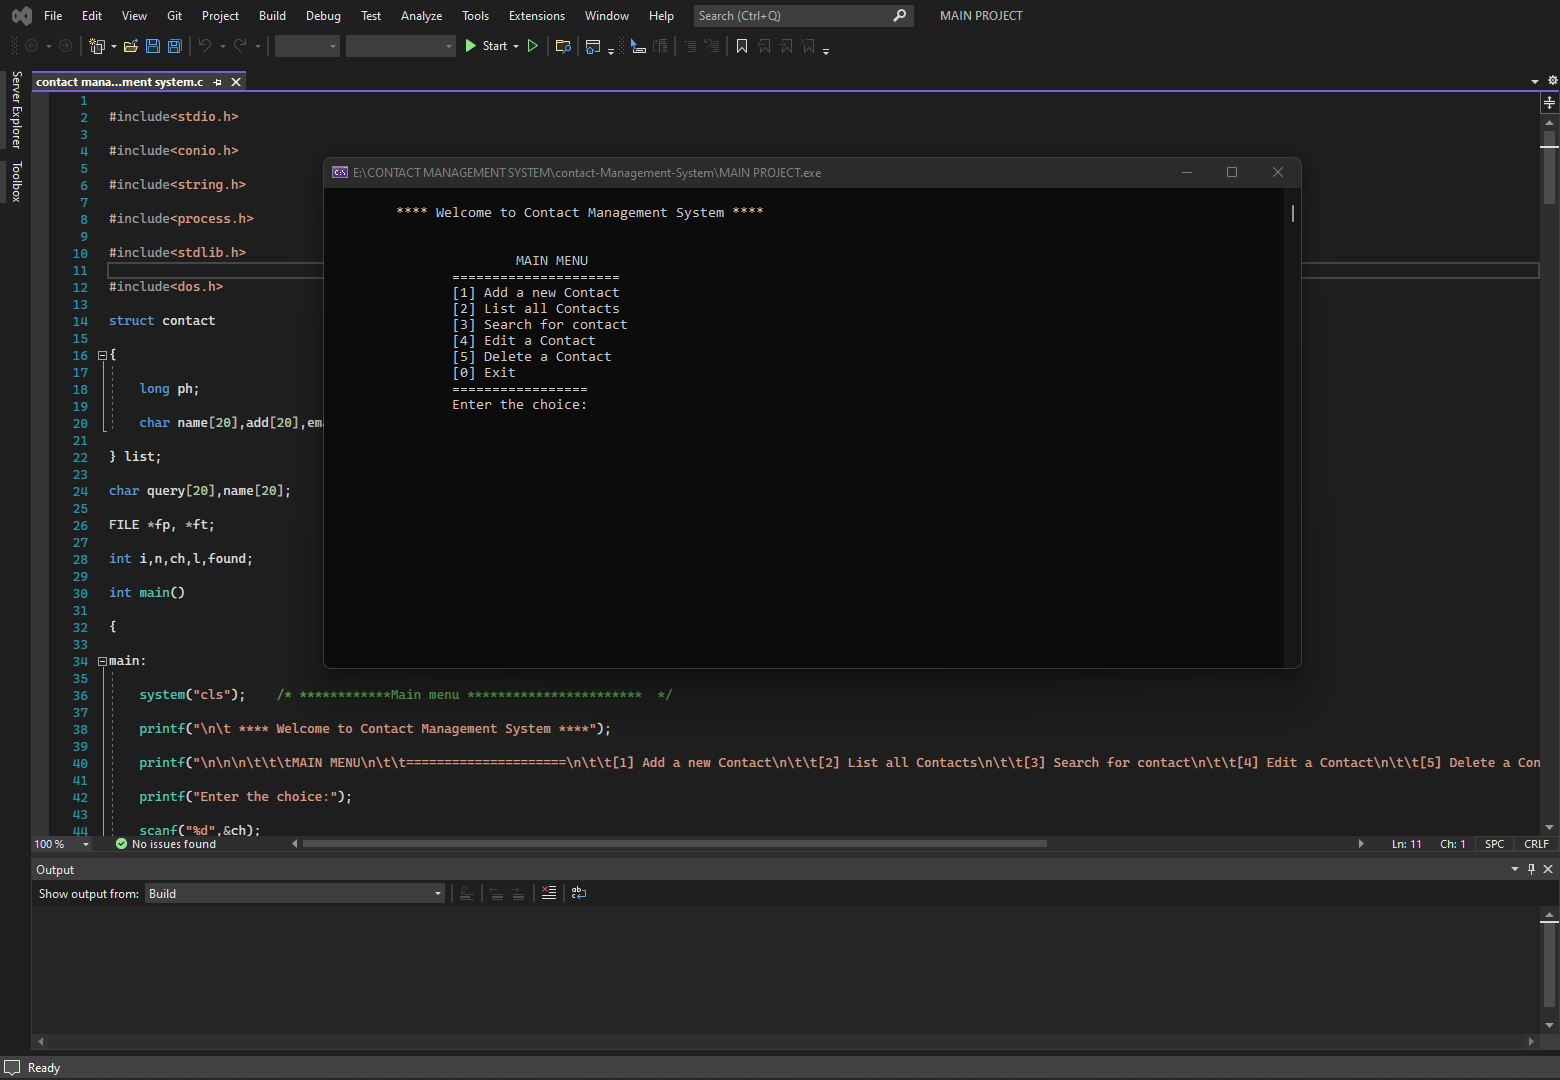 File Edit View Git Project Build Debug Test Analyze Tools Extensions Window Help Search (Ctrl+Q) MAIN PROJECT
Start
Server Explorer
Toolbox
contact mana...ment system.c
1
2 #include<stdio.h>
3
4 #include<conio.h>
5
6 #include<string.h>
7
8 #include<process.h>
9
10 #include<stdlib.h>
11
12 #include<dos.h>
13
14 struct contact
15
16 {
17
18 long ph;
19
20 char name[20],add[20],em
21
22 } list;
23
24 char query[20],name[20];
25
26 FILE *fp, *ft;
27
28 int i,n,ch,l,found;
29
30 int main()
31
32 {
33
34 main:
35
36 system("cls"); /* ************Main menu *********************** */
37
38 printf("\n\t **** Welcome to Contact Management System ****");
39
40 printf("\n\n\n\t\t\tMAIN MENU\n\t\t=====================\n\t\t[1] Add a new Contact\n\t\t[2] List all Contacts\n\t\t[3] Search for contact\n\t\t[4] Edit a Contact\n\t\t[5] Delete a Con
41
42 printf("Enter the choice:");
43
44 scanf("%d",&ch);
E:\CONTACT MANAGEMENT SYSTEM\contact-Management-System\MAIN PROJECT.exe
**** Welcome to Contact Management System ****
MAIN MENU
=====================
[1] Add a new Contact
[2] List all Contacts
[3] Search for contact
[4] Edit a Contact
[5] Delete a Contact
[0] Exit
=================
Enter the choice:
100 % No issues found Ln: 11 Ch: 1 SPC CRLF
Output
Show output from: Build
Ready